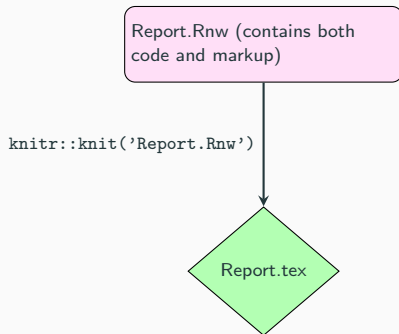 Report.Rnw (contains both
code and markup)
knitr::knit('Report.Rnw')
Report.tex